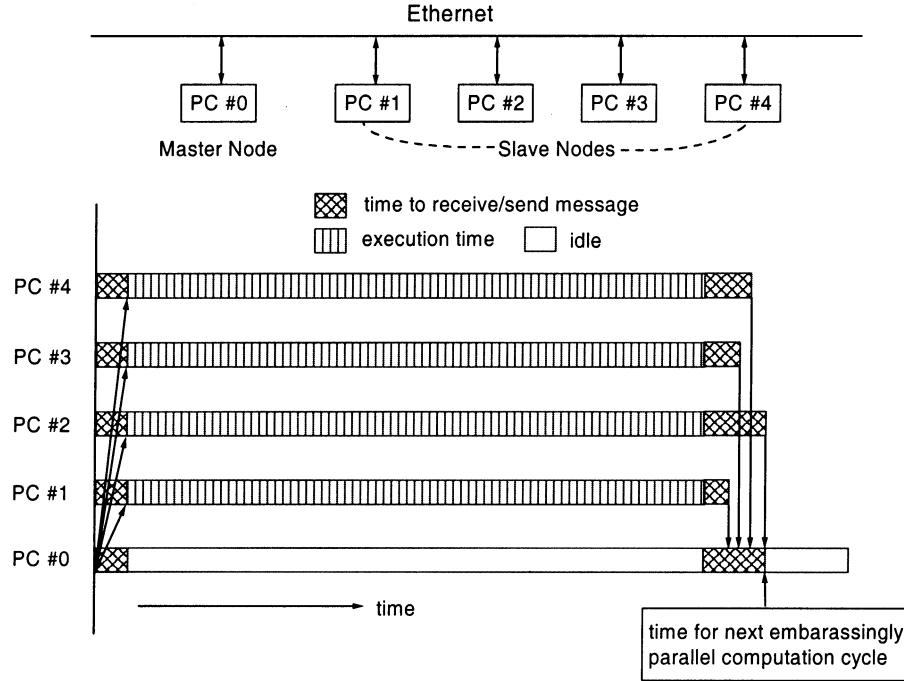 Ethernet
PC #0
PC #1
PC #2
PC #3
PC #4
Master Node
Slave Nodes
time to receive/send message
execution time
idle
PC #4
PC #3
PC #2
PC #1
PC #0
time
time for next embarassingly
parallel computation cycle